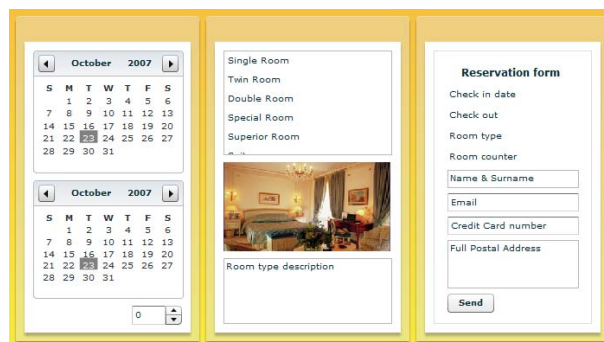 October 2007
S M T W T F S
1 2 3 4 5 6
7 8 9 10 11 12 13
14 15 16 17 18 19 20
21 22 23 24 25 26 27
28 29 30 31
October 2007
S M T W T F S
1 2 3 4 5 6
7 8 9 10 11 12 13
14 15 16 17 18 19 20
21 22 23 24 25 26 27
28 29 30 31
0
Single Room
Twin Room
Double Room
Special Room
Superior Room
Room type description
Reservation form
Check in date
Check out
Room type
Room counter
Name & Surname
Email
Credit Card number
Full Postal Address
Send